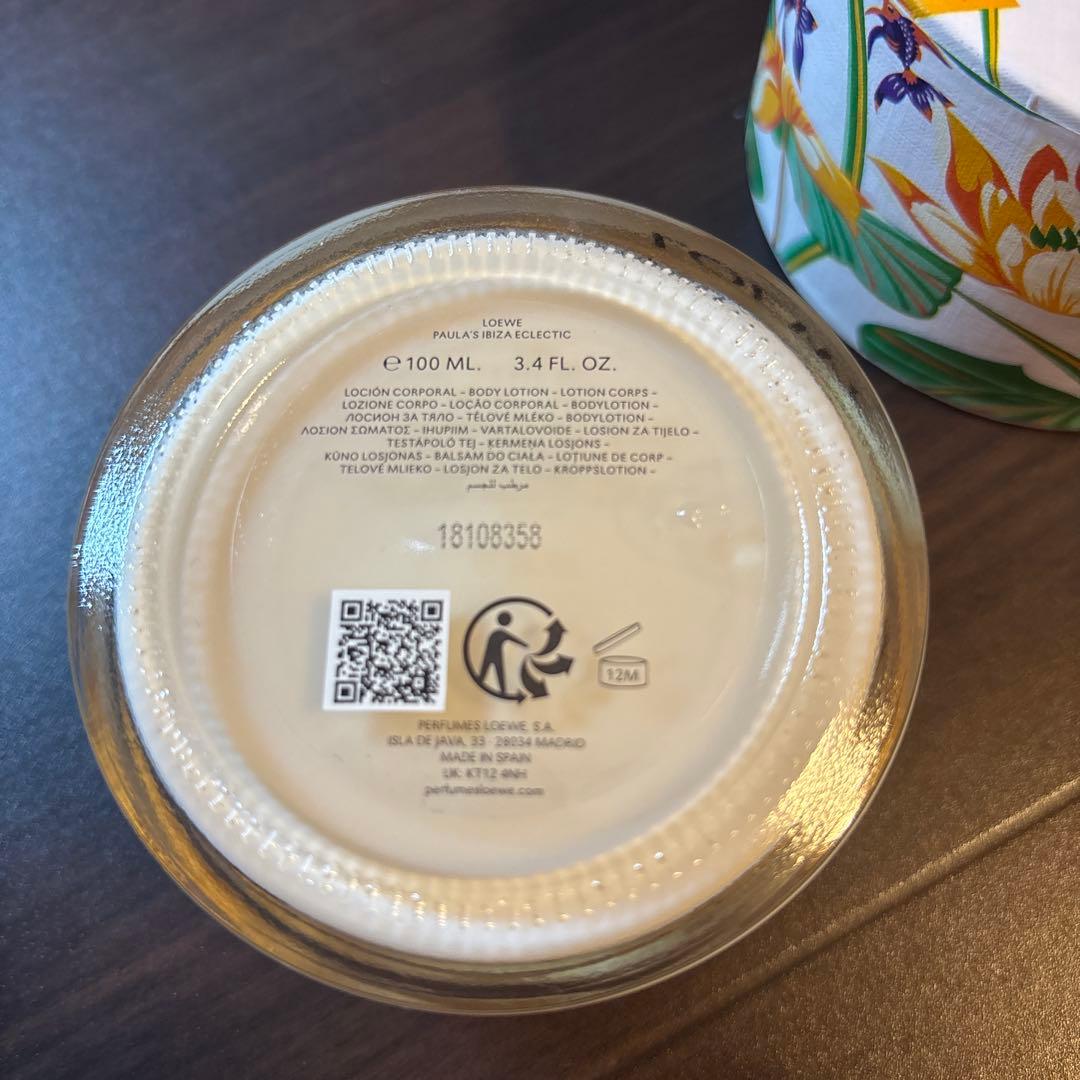 LOEWE
PAULA'S IBIZA ECLECTIC
℮ 100 ML. 3.4 FL. OZ.
LOCIÓN CORPORAL – BODY LOTION – LOTION CORPS –
LOZIONE CORPO – LOÇÃO CORPORAL – BODYLOTION –
ЛОСИОН ЗА ТЯЛО – TĚLOVÉ MLÉKO – BODYLOTION –
ΛΟΣΙΟΝ ΣΩΜΑΤΟΣ – IHUPIIM – VARTALOVOIDE – LOSION ZA TIJELO –
TESTÁPOLÓ TEJ – ĶERMEŅA LOSJONS –
KŪNO LOSJONAS – BALSAM DO CIAŁA – LOȚIUNE DE CORP –
TELOVÉ MLIEKO – LOSJON ZA TELO – KROPPSLOTION –
مرطب للجسم
18108358
12M
PERFUMES LOEWE, S.A.
ISLA DE JAVA, 33 - 28034 MADRID
MADE IN SPAIN
UK: KT12 4NH
perfumesloewe.com